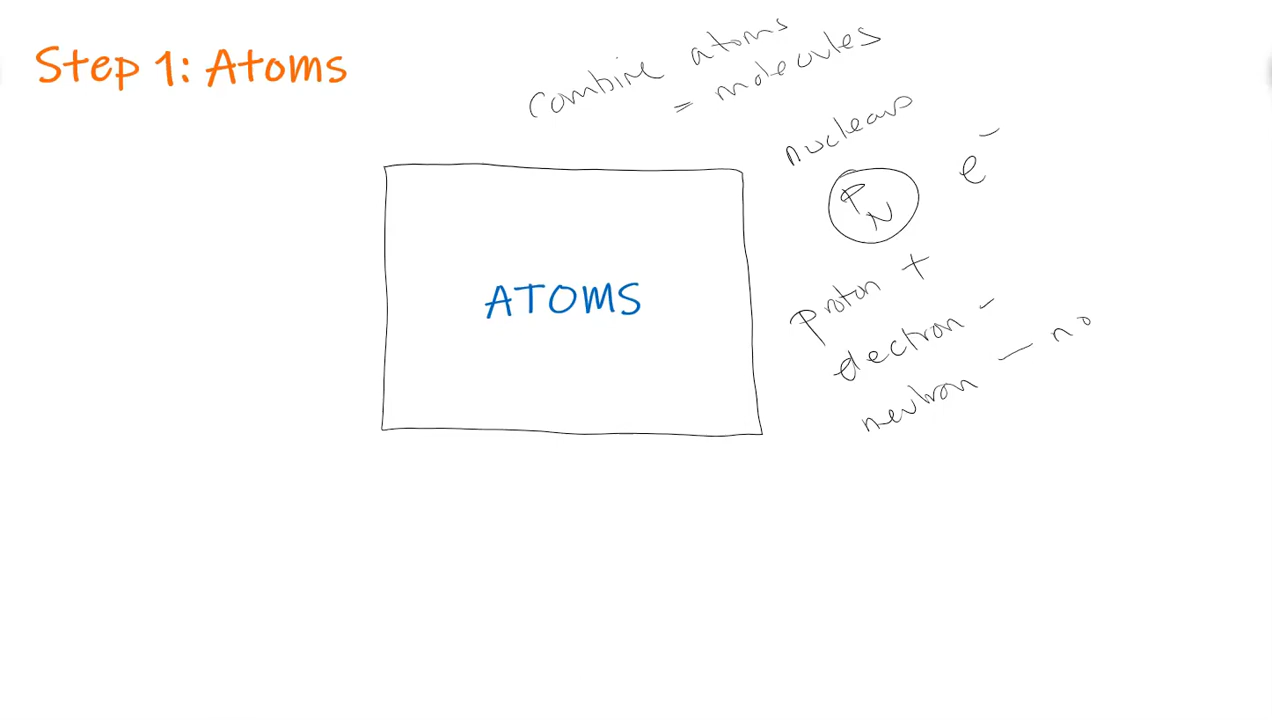 Step 1: Atoms
combine atoms
= molecules
nucleus
P
N
e⁻
ATOMS
proton +
electron -
neutron — no